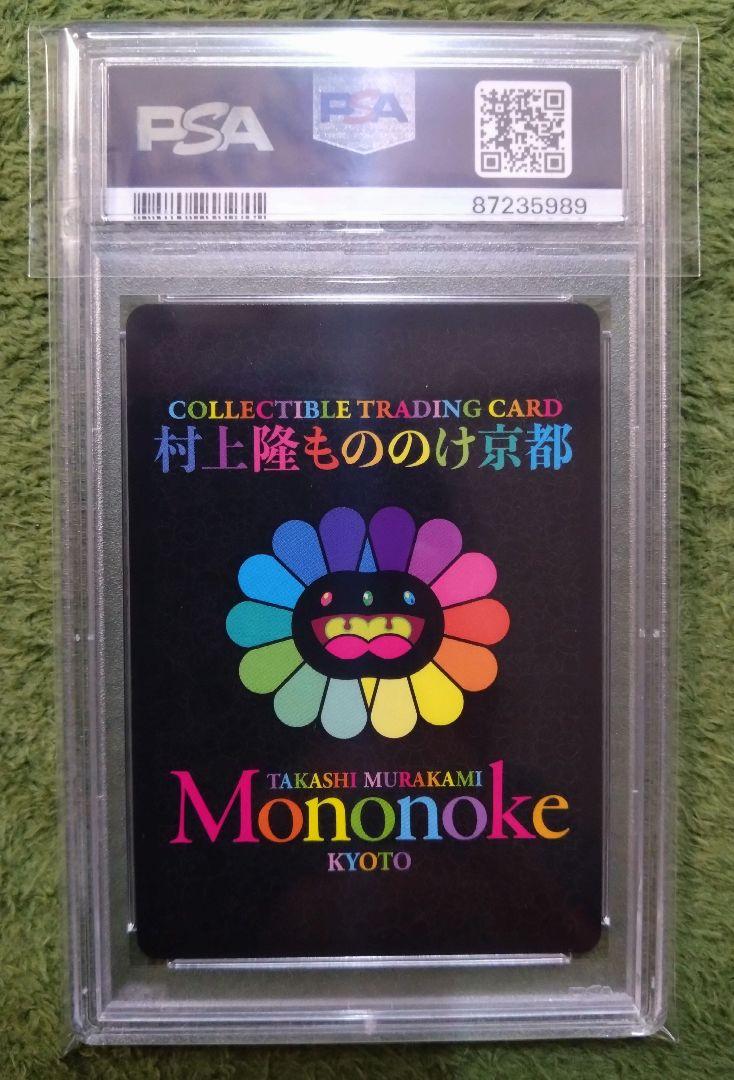 PSA
PSA
87235989
COLLECTIBLE TRADING CARD
村上隆もののけ京都
TAKASHI MURAKAMI
Mononoke
KYOTO
PSA